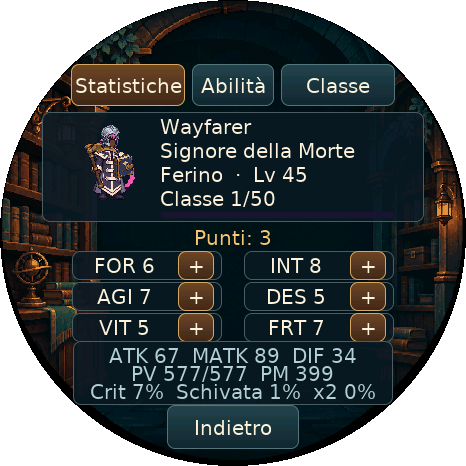 Statistiche Abilità Classe
Wayfarer
Signore della Morte
Ferino · Lv 45
Classe 1/50
Punti: 3
FOR 6 + INT 8 +
AGI 7 + DES 5 +
VIT 5 + FRT 7 +
ATK 67 MATK 89 DIF 34
PV 577/577 PM 399
Crit 7% Schivata 1% x2 0%
Indietro